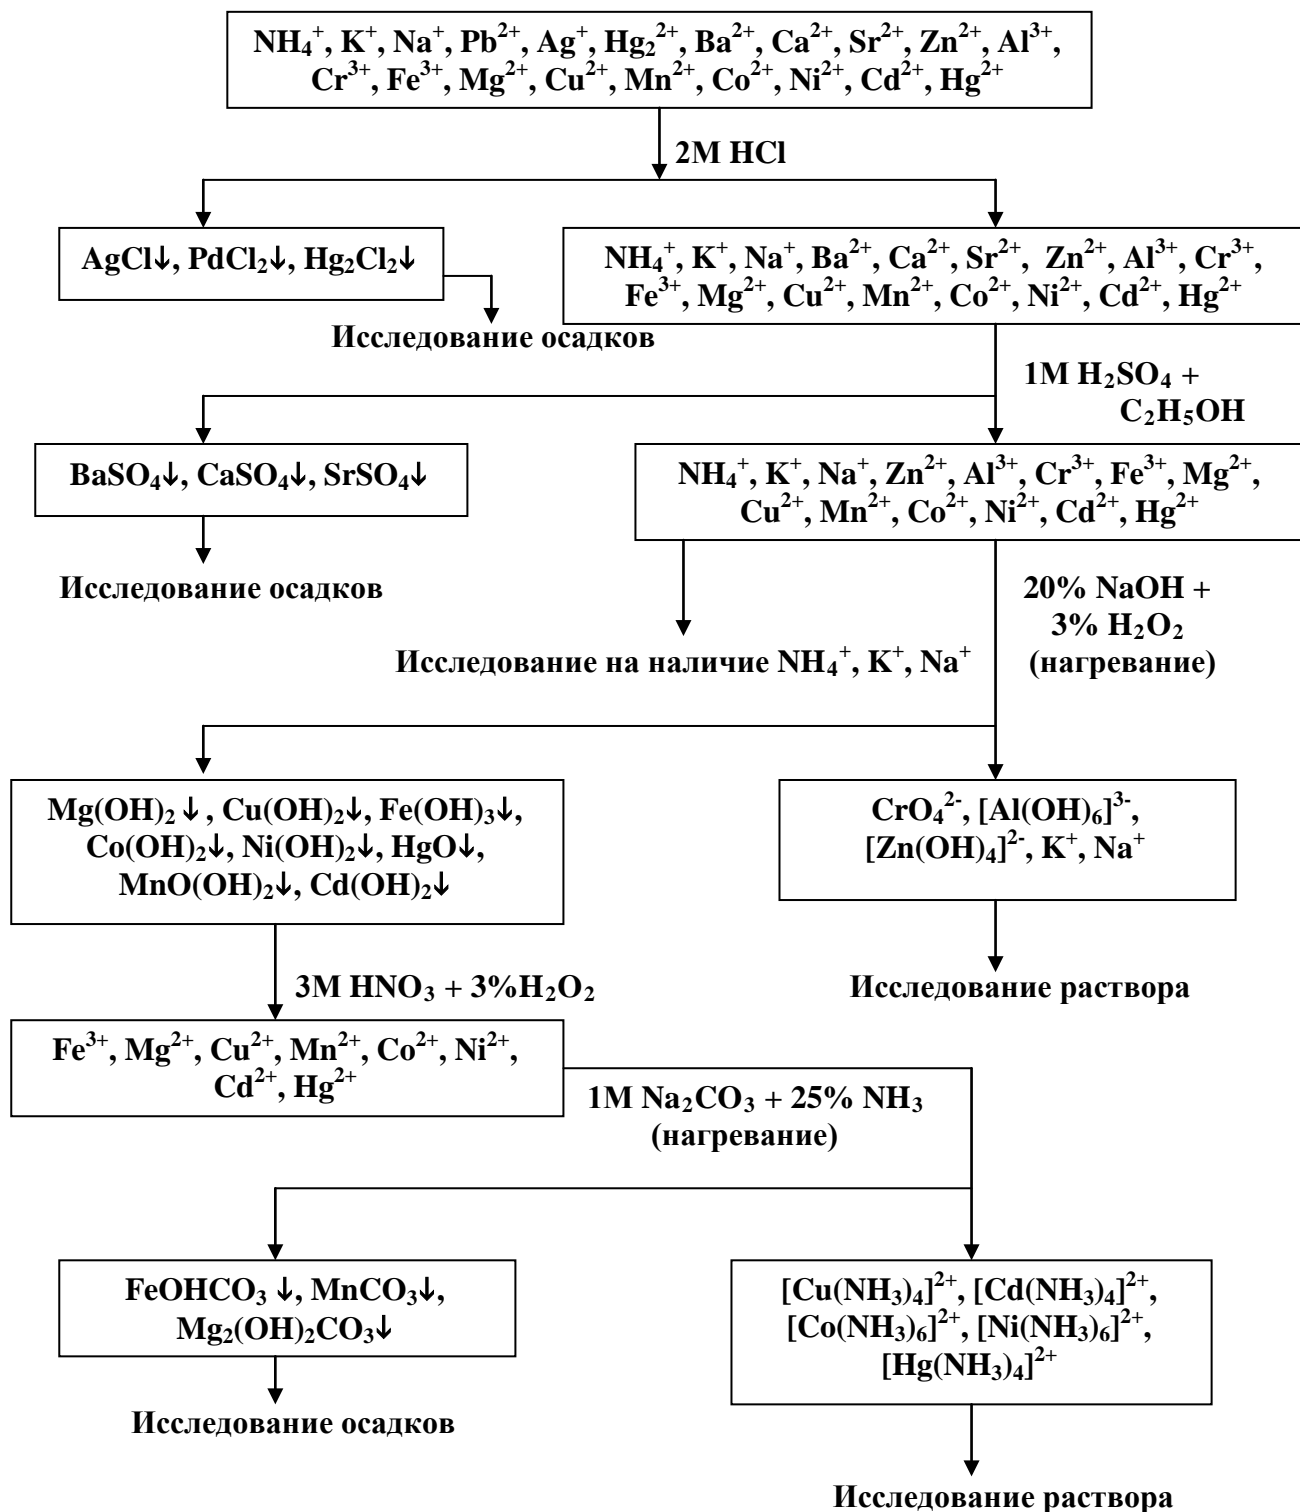 NH₄⁺, K⁺, Na⁺, Pb²⁺, Ag⁺, Hg₂²⁺, Ba²⁺, Ca²⁺, Sr²⁺, Zn²⁺, Al³⁺,
Cr³⁺, Fe³⁺, Mg²⁺, Cu²⁺, Mn²⁺, Co²⁺, Ni²⁺, Cd²⁺, Hg²⁺
2М HCl
AgCl↓, PdCl₂↓, Hg₂Cl₂↓
NH₄⁺, K⁺, Na⁺, Ba²⁺, Ca²⁺, Sr²⁺, Zn²⁺, Al³⁺, Cr³⁺,
Fe³⁺, Mg²⁺, Cu²⁺, Mn²⁺, Co²⁺, Ni²⁺, Cd²⁺, Hg²⁺
Исследование осадков
1М H₂SO₄ +
C₂H₅OH
BaSO₄↓, CaSO₄↓, SrSO₄↓
NH₄⁺, K⁺, Na⁺, Zn²⁺, Al³⁺, Cr³⁺, Fe³⁺, Mg²⁺,
Cu²⁺, Mn²⁺, Co²⁺, Ni²⁺, Cd²⁺, Hg²⁺
Исследование осадков
20% NaOH +
3% H₂O₂
(нагревание)
Исследование на наличие NH₄⁺, K⁺, Na⁺
Mg(OH)₂↓, Cu(OH)₂↓, Fe(OH)₃↓,
Co(OH)₂↓, Ni(OH)₂↓, HgO↓,
MnO(OH)₂↓, Cd(OH)₂↓
CrO₄²⁻, [Al(OH)₆]³⁻,
[Zn(OH)₄]²⁻, K⁺, Na⁺
3М HNO₃ + 3%H₂O₂
Исследование раствора
Fe³⁺, Mg²⁺, Cu²⁺, Mn²⁺, Co²⁺, Ni²⁺,
Cd²⁺, Hg²⁺
1М Na₂CO₃ + 25% NH₃
(нагревание)
FeOHCO₃ ↓, MnCO₃↓,
Mg₂(OH)₂CO₃↓
[Cu(NH₃)₄]²⁺, [Cd(NH₃)₄]²⁺,
[Co(NH₃)₆]²⁺, [Ni(NH₃)₆]²⁺,
[Hg(NH₃)₄]²⁺
Исследование осадков
Исследование раствора